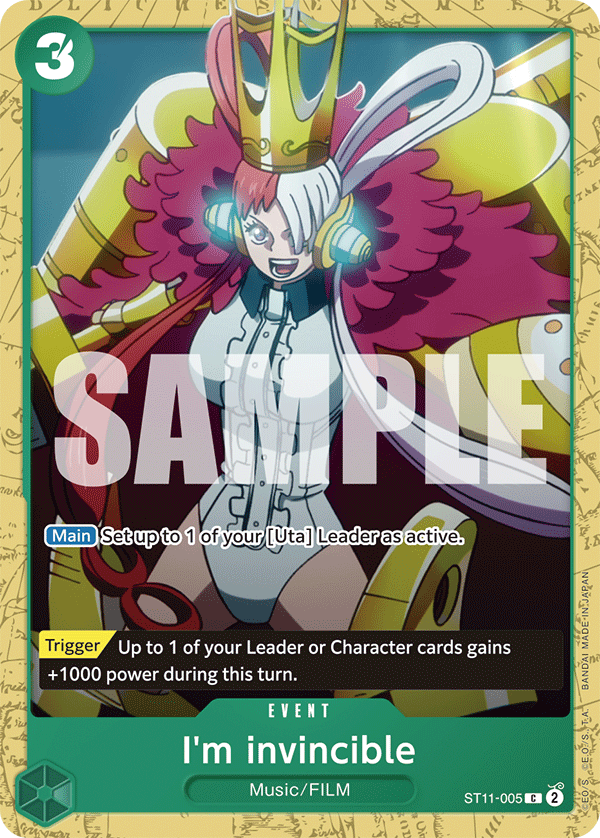 3
SAMPLE
Main Set up to 1 of your [Uta] Leader as active.
Trigger Up to 1 of your Leader or Character cards gains
+1000 power during this turn.
EVENT
I'm invincible
Music/FILM
ST11-005 C 2
BANDAI MADE IN JAPAN